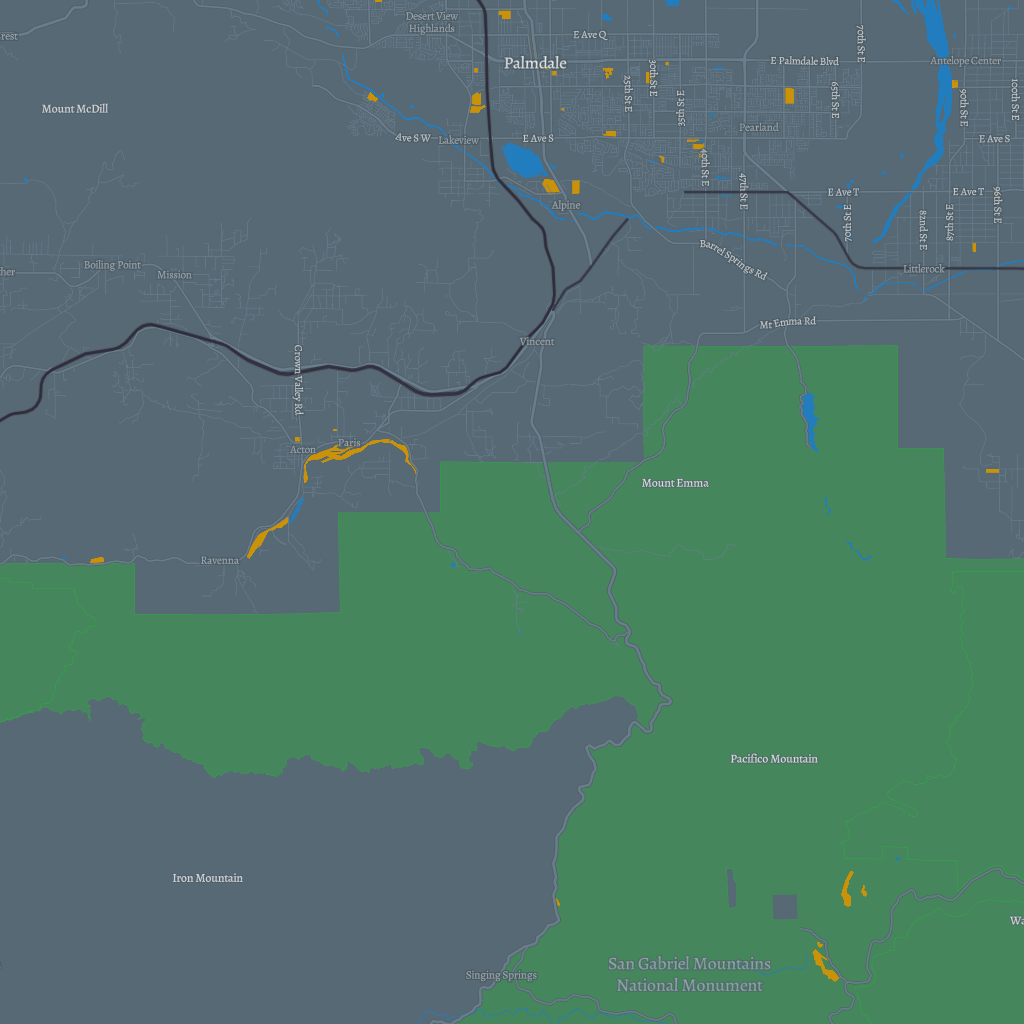 Desert View
Highlands
E Ave Q
70th St E
Palmdale
30th St E
E Palmdale Blvd
Antelope Center
25th St E
35th St E
65th St E
90th St E
100th St E
Mount McDill
Pearland
Ave S W
Lakeview
E Ave S
E Ave S
40th St E
47th St E
E Ave T
E Ave T
96th St E
Alpine
70th St E
82nd St E
87th St E
Boiling Point
Mission
Barrel Springs Rd
Littlerock
Mt Emma Rd
Vincent
Crown Valley Rd
Paris
Acton
Mount Emma
Ravenna
Pacifico Mountain
Iron Mountain
San Gabriel Mountains
National Monument
Singing Springs